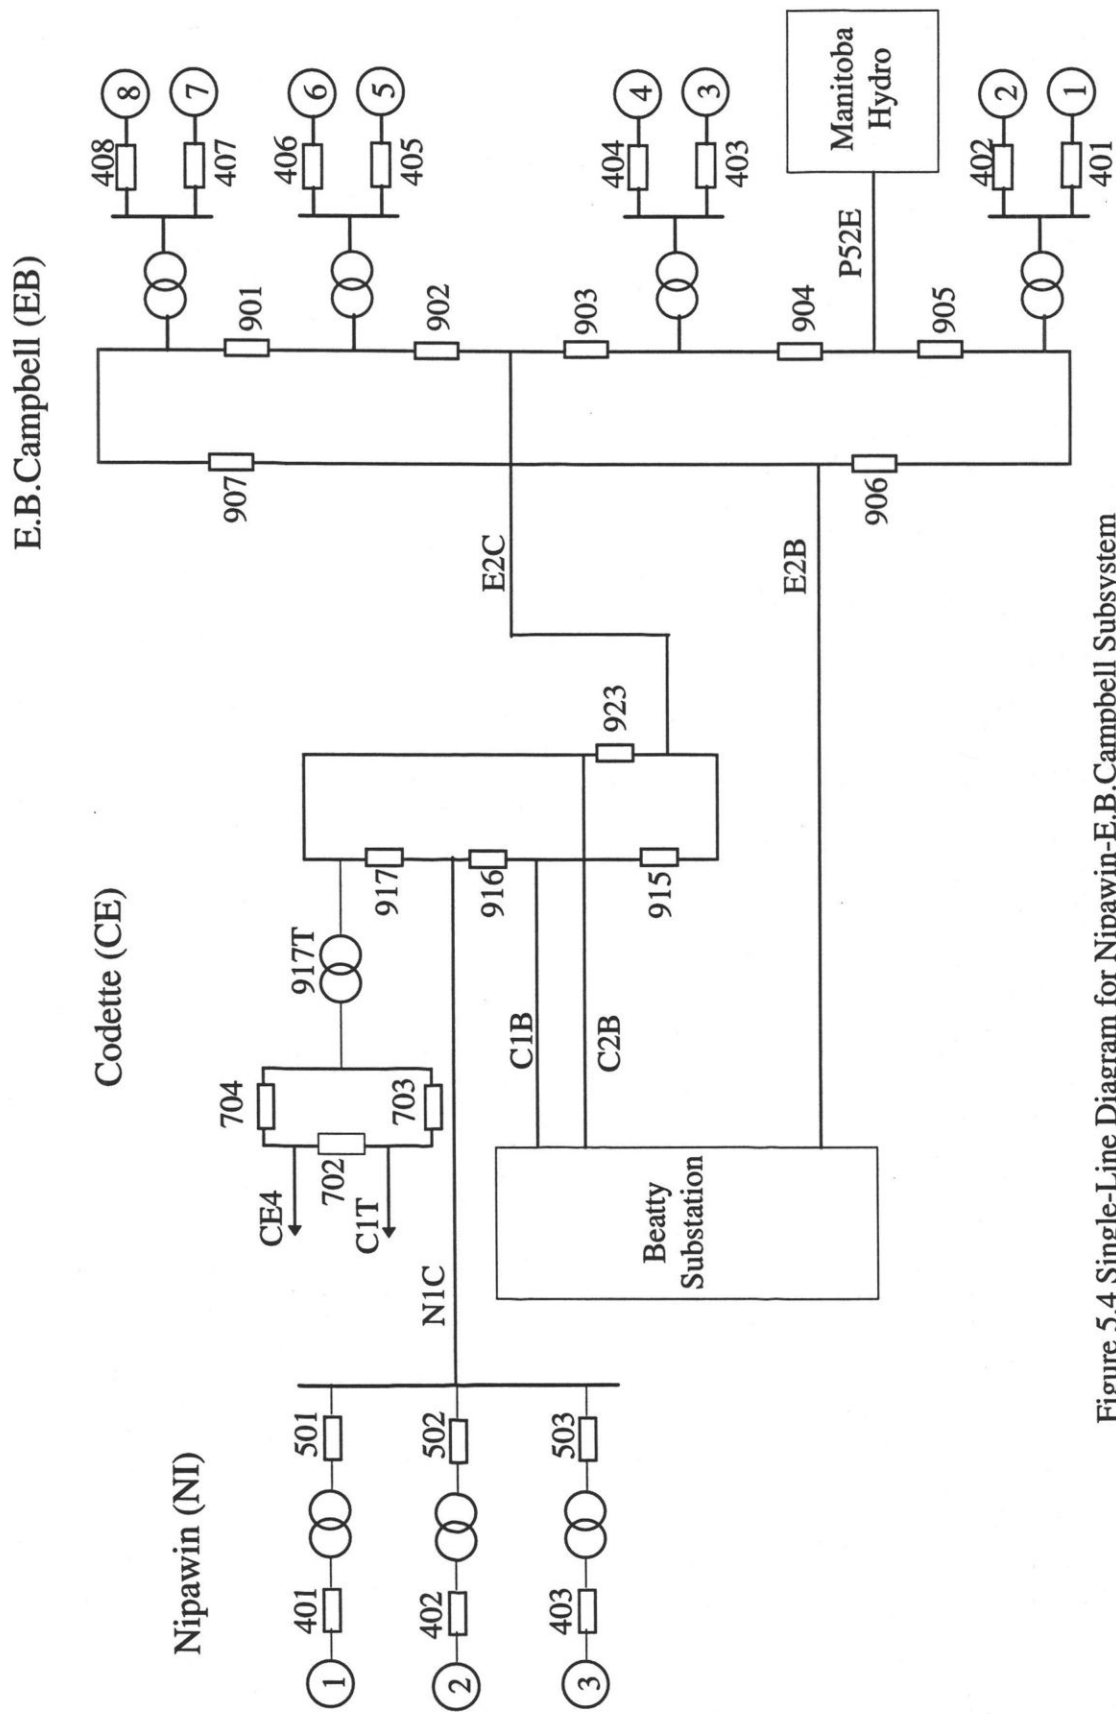 Nipawin (NI)
1
401
501
2
402
502
3
403
503
N1C
Codette (CE)
CE4
C1T
704
702
703
917T
917
916
915
923
C1B
C2B
Beatty
Substation
E2C
E2B
E.B.Campbell (EB)
907
906
901
902
903
904
905
408
8
407
7
406
6
405
5
404
4
403
3
P52E
Manitoba
Hydro
402
2
401
1
Figure 5.4 Single-Line Diagram for Nipawin-E.B.Campbell Subsystem